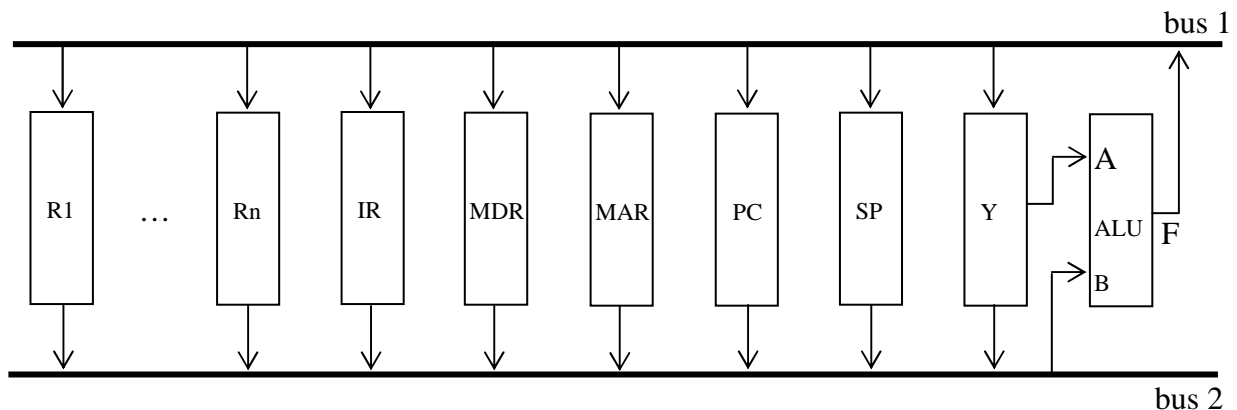 bus 1
R1 … Rn IR MDR MAR PC SP Y A
ALU F
B
bus 2